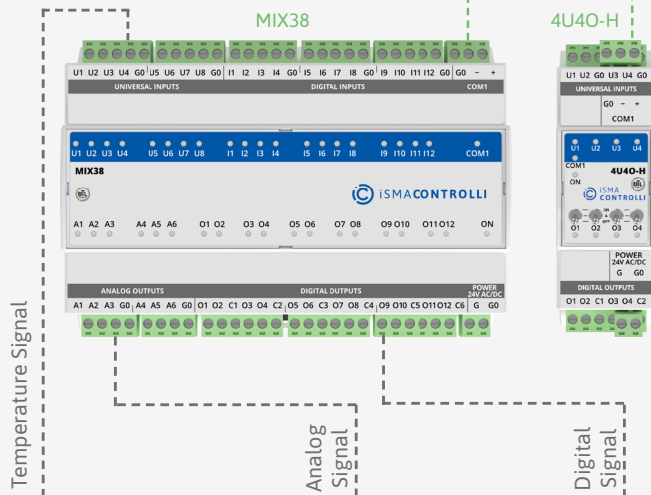 MIX38
4U4O-H
U1 U2 U3 U4 G0 U5 U6 U7 U8 G0 I1 I2 I3 I4 G0 I5 I6 I7 I8 G0 I9 I10 I11 I12 G0 G0 - +
UNIVERSAL INPUTS
DIGITAL INPUTS
COM1
U1 U2 U3 U4 U5 U6 U7 U8 I1 I2 I3 I4 I5 I6 I7 I8 I9 I10 I11 I12 COM1
MIX38
BTL
iSMACONTROLLI
A1 A2 A3 A4 A5 A6 O1 O2 O3 O4 O5 O6 O7 O8 O9 O10 O11 O12 ON
ANALOG OUTPUTS
DIGITAL OUTPUTS
POWER
24V AC/DC
A1 A2 A3 G0 A4 A5 A6 G0 O1 O2 C1 O3 O4 C2 O5 O6 C3 O7 O8 C4 O9 O10 C5 O11 O12 C6 G G0
U1 U2 G0 U3 U4 G0
UNIVERSAL INPUTS
G0 - +
COM1
U1 U2 U3 U4
COM1
ON
4U4O-H
BTL
iSMA
CONTROLLI
ON
A
OFF
O1 O2 O3 O4
POWER
24V AC/DC
G G0
DIGITAL OUTPUTS
O1 O2 C1 O3 O4 C2
Temperature Signal
Analog
Signal
Digital
Signal